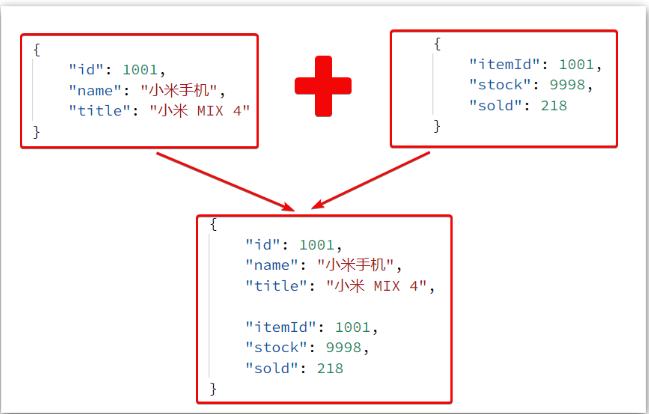 {
"id": 1001,
"name": "小米手机",
"title": "小米 MIX 4"
}
{
"itemId": 1001,
"stock": 9998,
"sold": 218
}
{
"id": 1001,
"name": "小米手机",
"title": "小米 MIX 4",
"itemId": 1001,
"stock": 9998,
"sold": 218
}